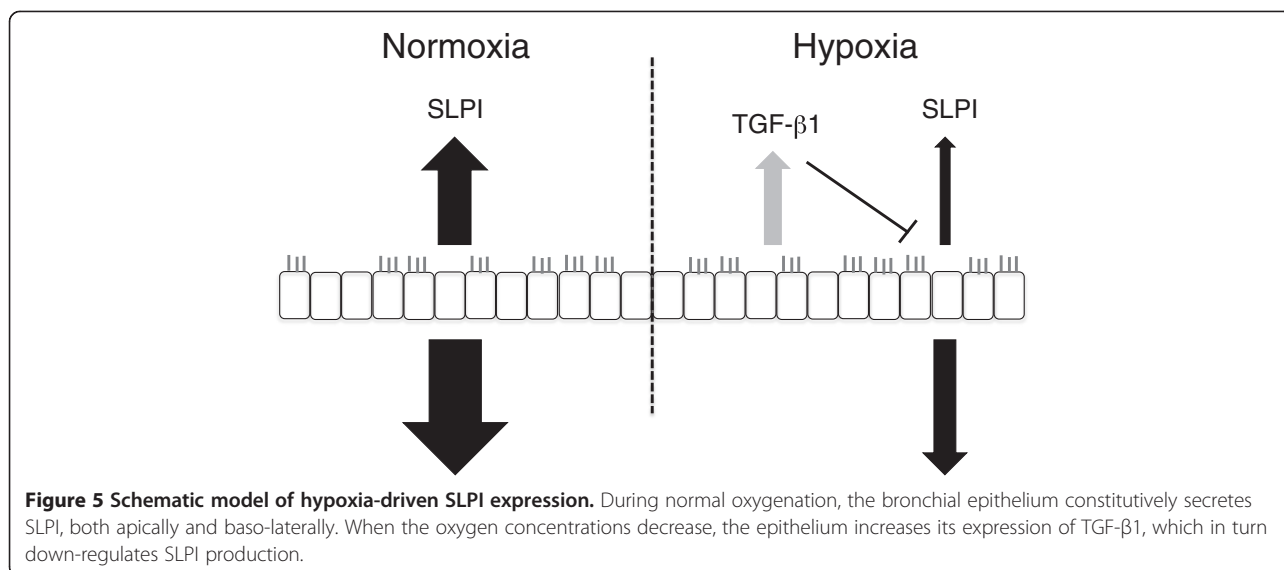 Normoxia
Hypoxia
SLPI
TGF-β1
SLPI
Figure 5 Schematic model of hypoxia-driven SLPI expression. During normal oxygenation, the bronchial epithelium constitutively secretes
SLPI, both apically and baso-laterally. When the oxygen concentrations decrease, the epithelium increases its expression of TGF-β1, which in turn
down-regulates SLPI production.